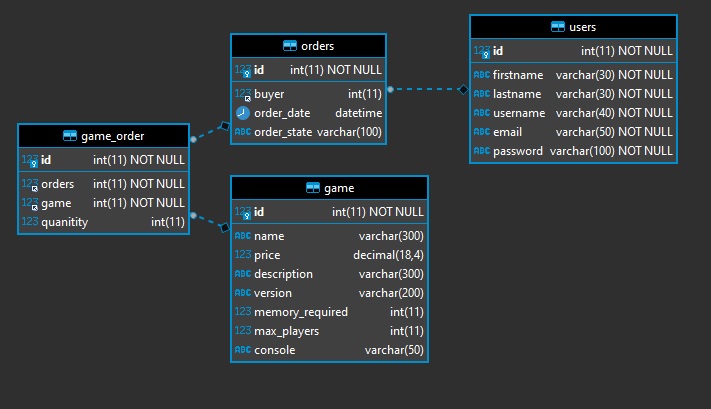 orders
123 id int(11) NOT NULL
123 buyer int(11)
order_date datetime
ABC order_state varchar(100)
users
123 id int(11) NOT NULL
ABC firstname varchar(30) NOT NULL
ABC lastname varchar(30) NOT NULL
ABC username varchar(40) NOT NULL
ABC email varchar(50) NOT NULL
ABC password varchar(100) NOT NULL
game_order
123 id int(11) NOT NULL
123 orders int(11) NOT NULL
123 game int(11) NOT NULL
123 quanitity int(11)
game
123 id int(11) NOT NULL
ABC name varchar(300)
123 price decimal(18,4)
ABC description varchar(300)
ABC version varchar(200)
123 memory_required int(11)
123 max_players int(11)
ABC console varchar(50)